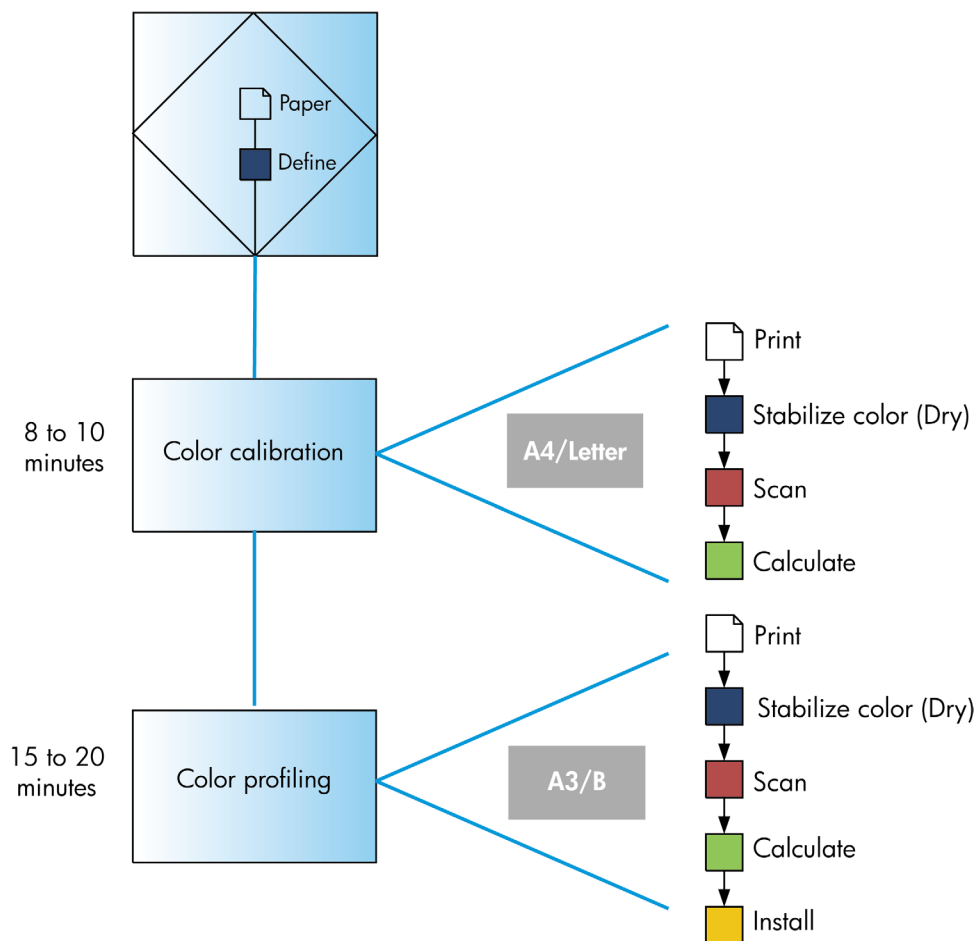 Paper
Define
8 to 10
minutes
Color calibration
A4/Letter
Print
Stabilize color (Dry)
Scan
Calculate
15 to 20
minutes
Color profiling
A3/B
Print
Stabilize color (Dry)
Scan
Calculate
Install